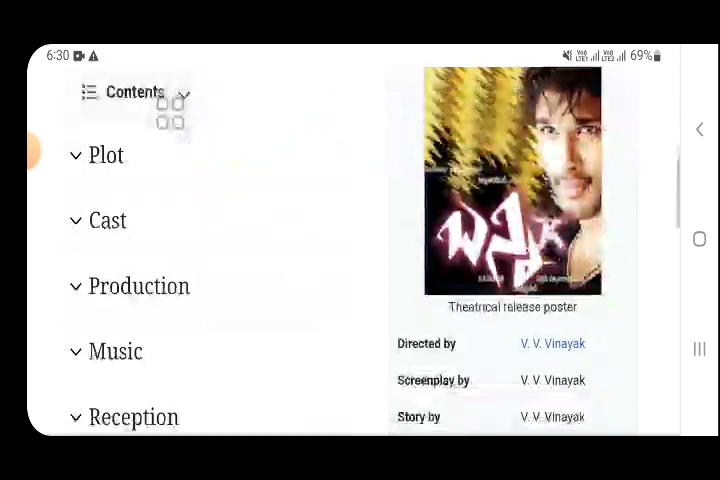 6:30
69%
Contents
Plot
Cast
Production
Music
Reception
బన్ని
Theatrical release poster
Directed by V. V. Vinayak
Screenplay by V. V. Vinayak
Story by V. V. Vinayak